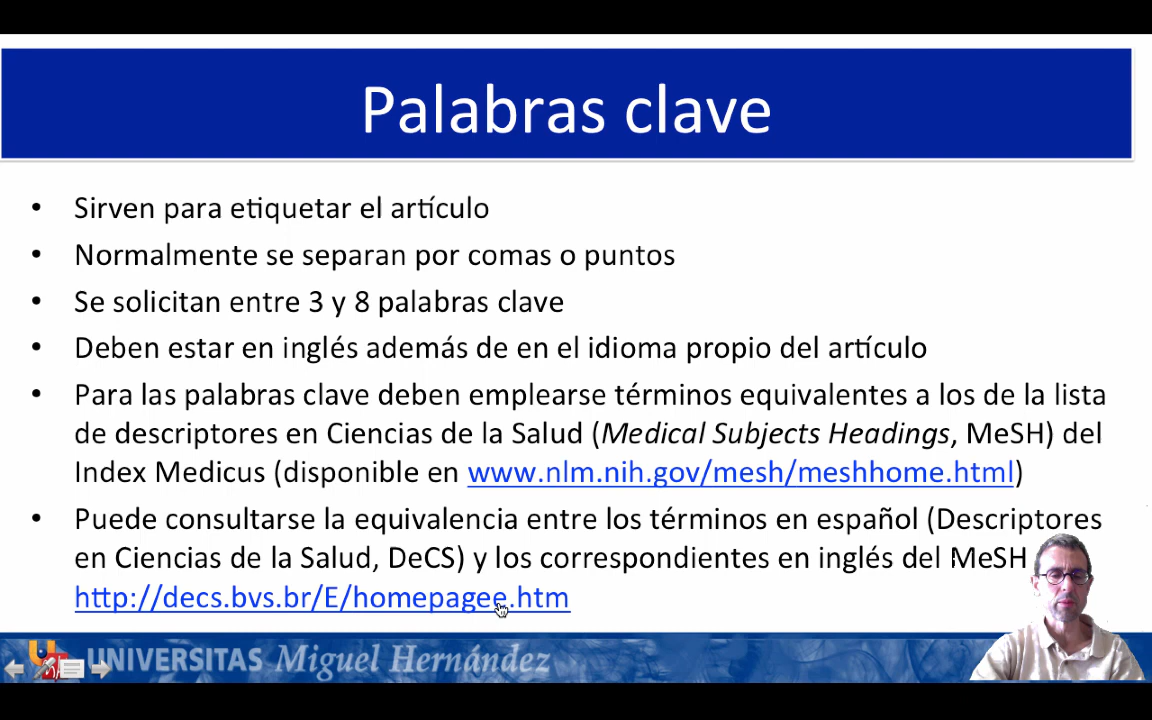 Palabras clave
• Sirven para etiquetar el artículo
• Normalmente se separan por comas o puntos
• Se solicitan entre 3 y 8 palabras clave
• Deben estar en inglés además de en el idioma propio del artículo
• Para las palabras clave deben emplearse términos equivalentes a los de la lista
de descriptores en Ciencias de la Salud (Medical Subjects Headings, MeSH) del
Index Medicus (disponible en www.nlm.nih.gov/mesh/meshhome.html)
• Puede consultarse la equivalencia entre los términos en español (Descriptores
en Ciencias de la Salud, DeCS) y los correspondientes en inglés del MeSH
http://decs.bvs.br/E/homepagee.htm
UNIVERSITAS Miguel Hernández